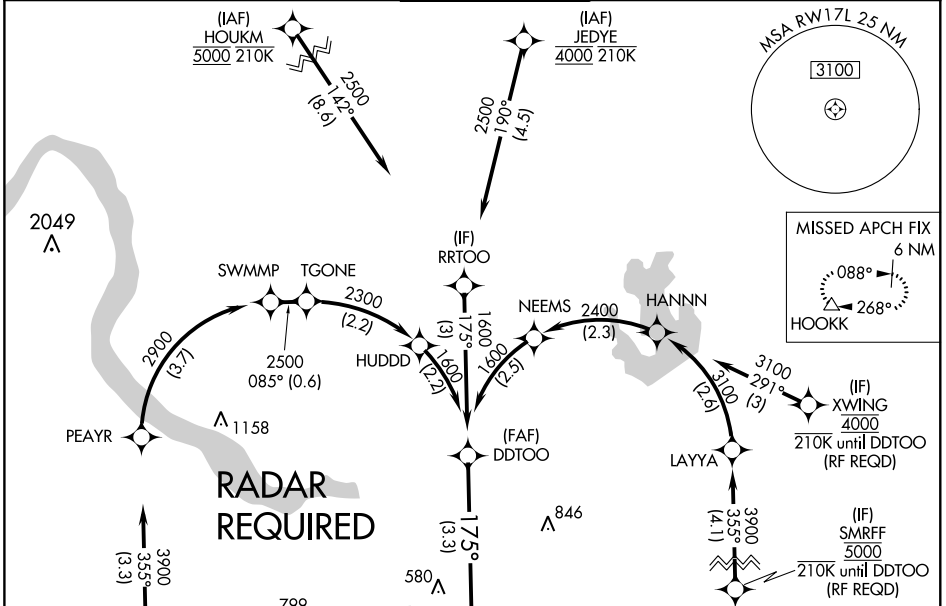 (IAF)
HOUKM
5000 210K
2500
142°
(8.6)
(IAF)
JEDYE
4000 210K
2500
190°
(4.5)
MSA RW17L 25 NM
3100
MISSED APCH FIX
6 NM
088°
268°
HOOKK
2049
SWMMP
TGONE
2300
(2.2)
(IF)
RRTOO
1600
175°
(3)
NEEMS
2400
(2.3)
HANNN
2900
(3.7)
2500
085° (0.6)
HUDDD
1600
(2.2)
1600
(2.5)
3100
(2.6)
3100
291°
(3)
(IF)
XWING
4000
210K until DDTOO
(RF REQD)
PEAYR
1158
(FAF)
DDTOO
LAYYA
RADAR
REQUIRED
175°
(3.3)
846
3900
355°
(4.1)
(IF)
SMRFF
5000
210K until DDTOO
(RF REQD)
3900
355°
(3.3)
580